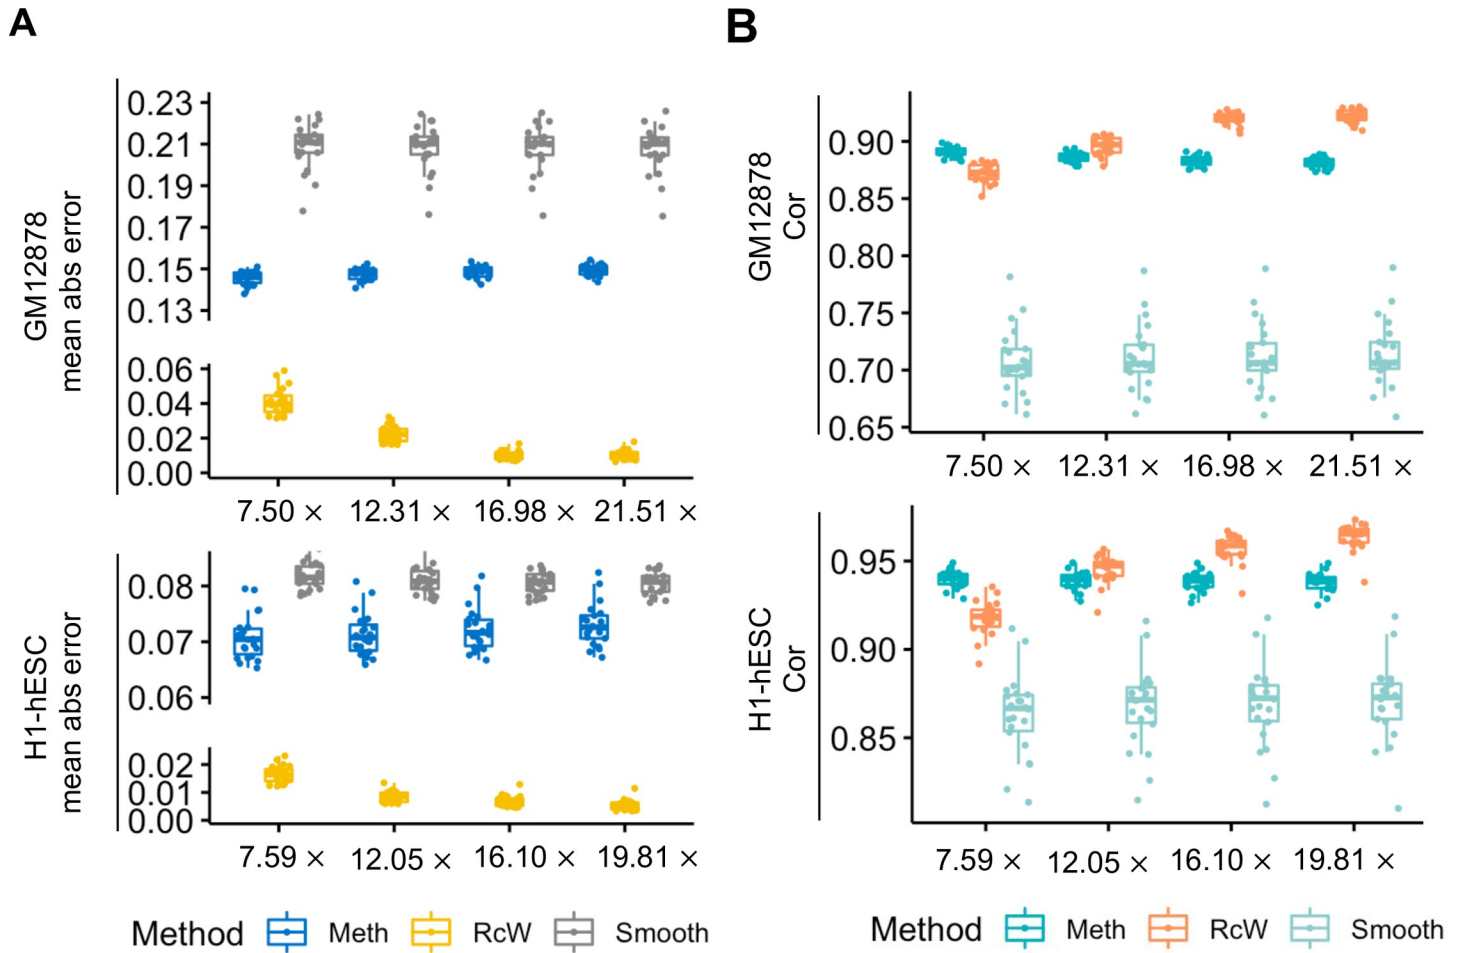 A
GM12878
mean abs error
0.23
0.21
0.19
0.17
0.15
0.13
0.06
0.04
0.02
0.00
7.50 × 12.31 × 16.98 × 21.51 ×
H1-hESC
mean abs error
0.08
0.07
0.06
0.02
0.01
0.00
7.59 × 12.05 × 16.10 × 19.81 ×
Method Meth RcW Smooth
B
GM12878
Cor
0.90
0.85
0.80
0.75
0.70
0.65
7.50 × 12.31 × 16.98 × 21.51 ×
H1-hESC
Cor
0.95
0.90
0.85
7.59 × 12.05 × 16.10 × 19.81 ×
Method Meth RcW Smooth